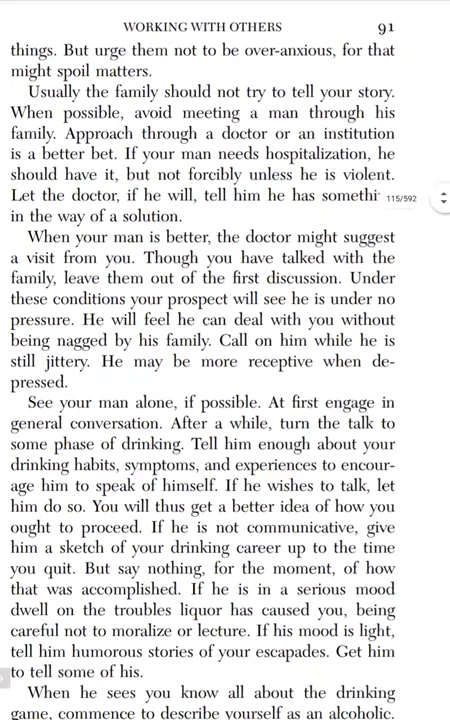 WORKING WITH OTHERS 91
things. But urge them not to be over-anxious, for that
might spoil matters.
Usually the family should not try to tell your story.
When possible, avoid meeting a man through his
family. Approach through a doctor or an institution
is a better bet. If your man needs hospitalization, he
should have it, but not forcibly unless he is violent.
Let the doctor, if he will, tell him he has somethi
115/592
in the way of a solution.
When your man is better, the doctor might suggest
a visit from you. Though you have talked with the
family, leave them out of the first discussion. Under
these conditions your prospect will see he is under no
pressure. He will feel he can deal with you without
being nagged by his family. Call on him while he is
still jittery. He may be more receptive when de-
pressed.
See your man alone, if possible. At first engage in
general conversation. After a while, turn the talk to
some phase of drinking. Tell him enough about your
drinking habits, symptoms, and experiences to encour-
age him to speak of himself. If he wishes to talk, let
him do so. You will thus get a better idea of how you
ought to proceed. If he is not communicative, give
him a sketch of your drinking career up to the time
you quit. But say nothing, for the moment, of how
that was accomplished. If he is in a serious mood
dwell on the troubles liquor has caused you, being
careful not to moralize or lecture. If his mood is light,
tell him humorous stories of your escapades. Get him
to tell some of his.
When he sees you know all about the drinking
game, commence to describe yourself as an alcoholic.